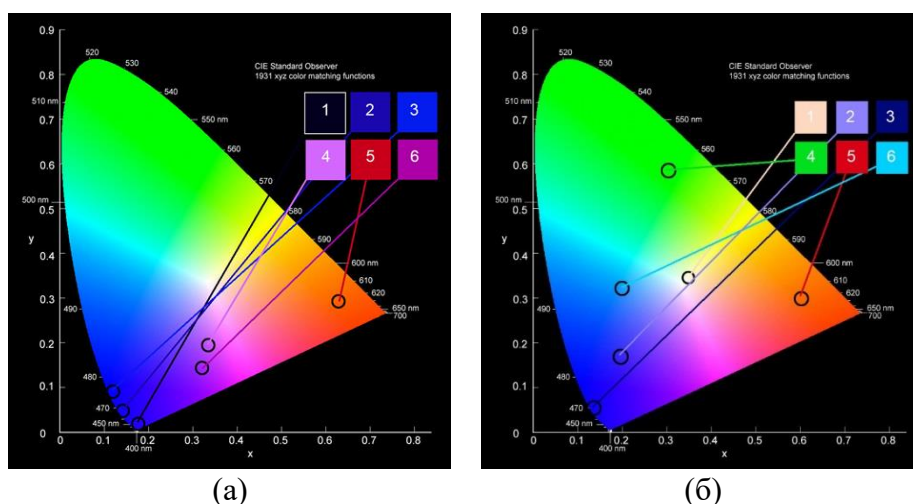 0.9
520
530
CIE Standard Observer
1931 xyz color matching functions
0.8
540
510 nm
0.7
550 nm
1 2 3
4 5 6
560
0.6
570
500 nm
0.5
580
y
590
0.4
600 nm
610
620
0.3
490
650 nm
700
0.2
480
0.1
470
450 nm
0
0 0.1 0.2 0.3 0.4 0.5 0.6 0.7 0.8
400 nm
x
(а)
0.9
520
530
CIE Standard Observer
1931 xyz color matching functions
0.8
540
510 nm
0.7
550 nm
1 2 3
4 5 6
560
0.6
570
500 nm
0.5
580
y
590
0.4
600 nm
610
620
0.3
490
650 nm
700
0.2
480
0.1
470
450 nm
0
0 0.1 0.2 0.3 0.4 0.5 0.6 0.7 0.8
400 nm
x
(б)